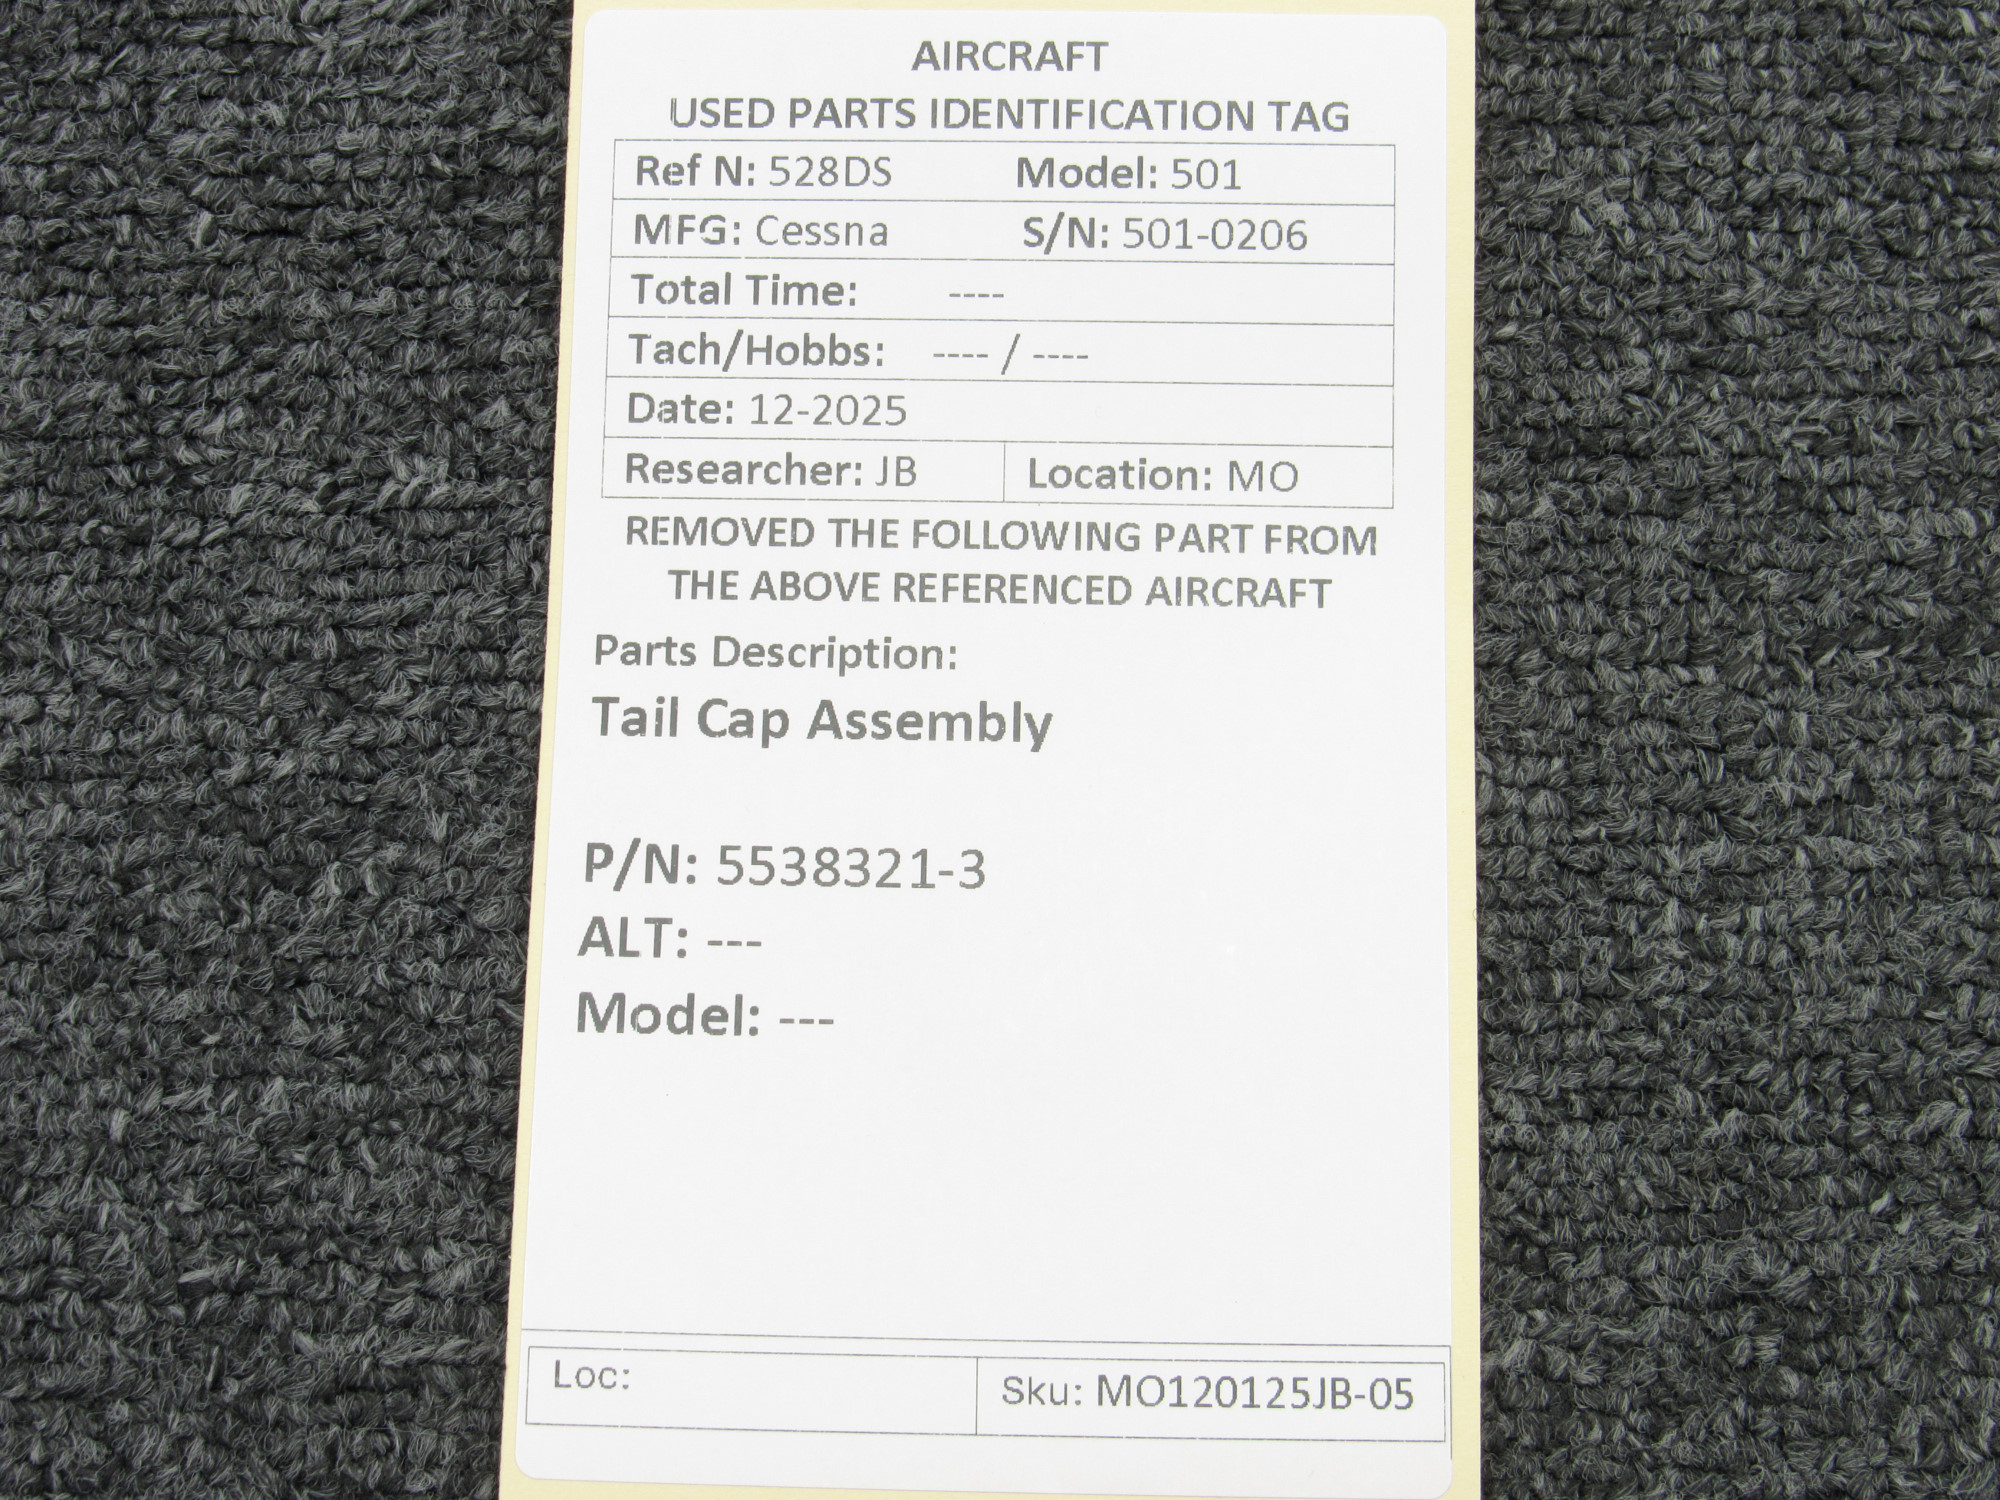 AIRCRAFT
USED PARTS IDENTIFICATION TAG
Ref N: 528DS Model: 501
MFG: Cessna S/N: 501-0206
Total Time: ----
Tach/Hobbs: ---- / ----
Date: 12-2025
Researcher: JB Location: MO
REMOVED THE FOLLOWING PART FROM
THE ABOVE REFERENCED AIRCRAFT
Parts Description:
Tail Cap Assembly
P/N: 5538321-3
ALT: ---
Model: ---
Loc: Sku: MO120125JB-05